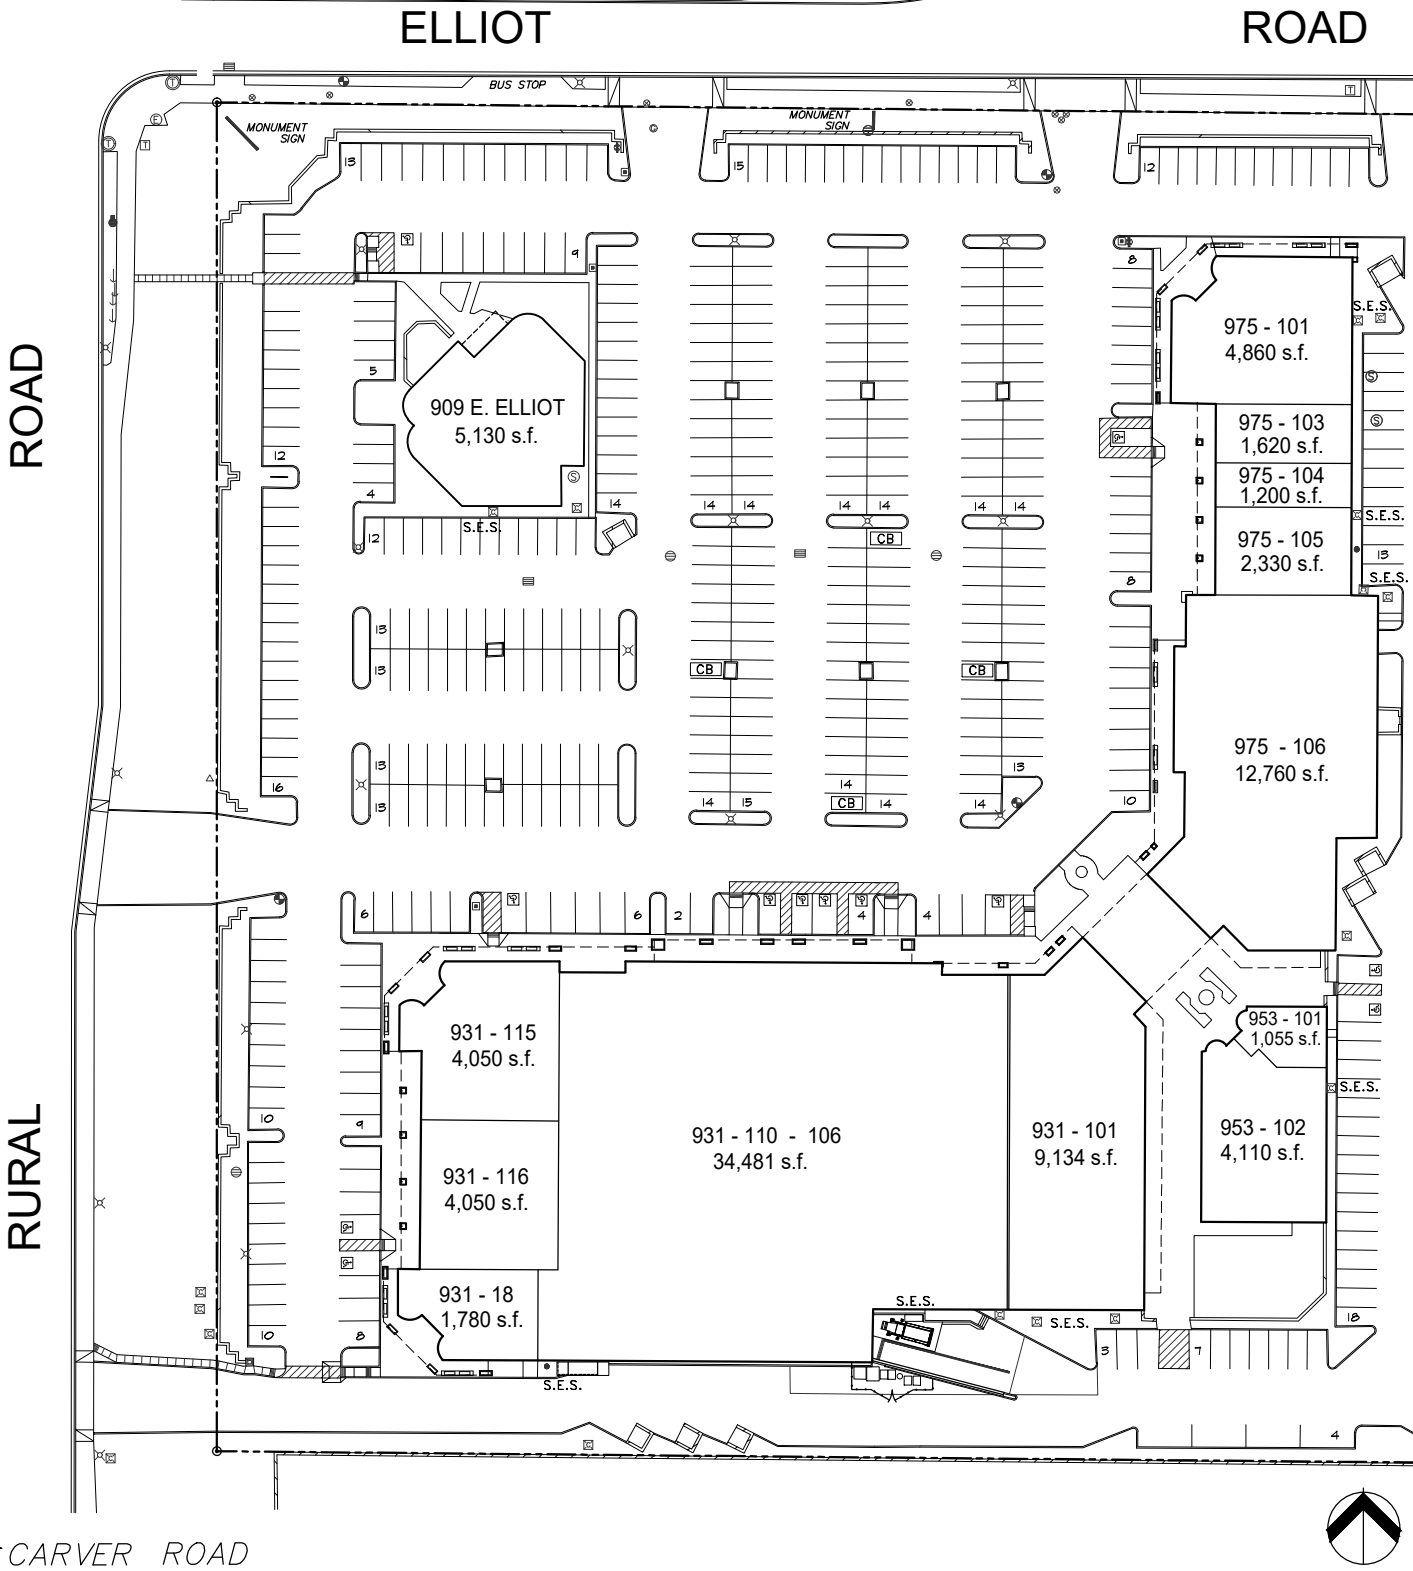 ELLIOT ROAD
BUS STOP
MONUMENT
SIGN
MONUMENT
SIGN
13
15
12
9
8
975 - 101
4,860 s.f.
S.E.S.
ROAD
5
909 E. ELLIOT
5,130 s.f.
975 - 103
1,620 s.f.
12
975 - 104
1,200 s.f.
4
14
14 14
14 14
14 14
S.E.S.
S.E.S.
12
CB
975 - 105
2,330 s.f.
13
S.E.S.
8
13
13
CB
CB
975 - 106
12,760 s.f.
13
13
16
14 15
14
CB
14
13
14
10
6
6
2
4
4
931 - 115
4,050 s.f.
953 - 101
1,055 s.f.
S.E.S.
10
9
RURAL
931 - 110 - 106
34,481 s.f.
931 - 101
9,134 s.f.
953 - 102
4,110 s.f.
931 - 116
4,050 s.f.
931 - 18
1,780 s.f.
S.E.S.
S.E.S.
18
10
8
3
7
S.E.S.
4
CARVER ROAD